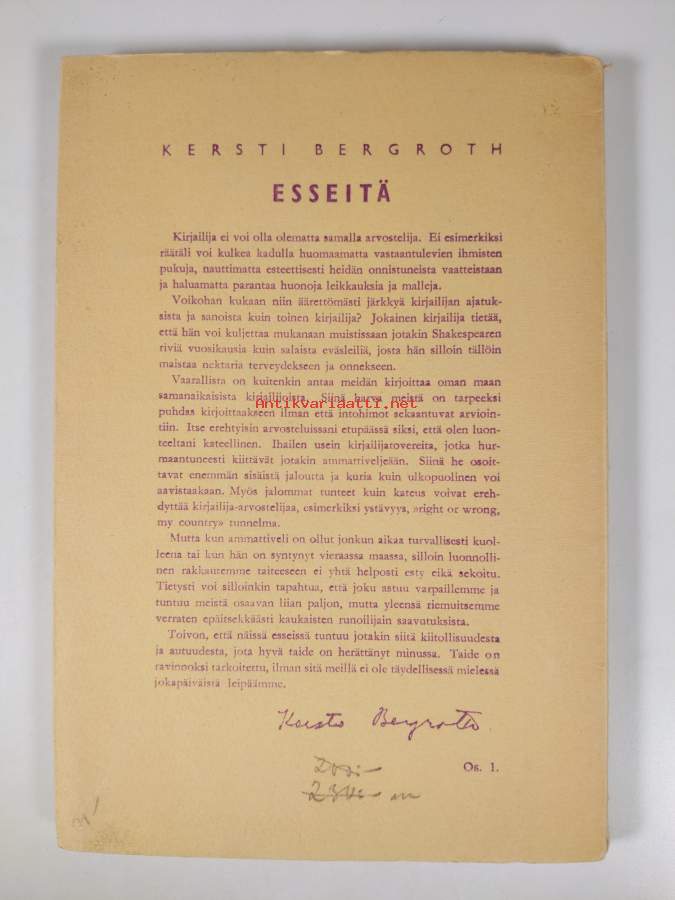 KERSTI BERGROTH
ESSEITÄ
Kirjailija ei voi olla olematta samalla arvostelija. Ei esimerkiksi
räätäli voi kulkea kadulla huomaamatta vastaantulevien ihmisten
pukuja, nauttimatta esteettisesti heidän onnistuneista vaatteistaan
ja haluamatta parantaa huonoja leikkauksia ja malleja.
Voikohan kukaan niin äärettömästi järkkyä kirjailijan ajatuk-
sista ja sanoista kuin toinen kirjailija? Jokainen kirjailija tietää,
että hän voi kuljettaa mukanaan muistissaan jotakin Shakespearen
riviä vuosikausia kuin salaista eväsleiliä, josta hän silloin tällöin
maistaa nektaria terveydekseen ja onnekseen.
Vaarallista on kuitenkin antaa meidän kirjoittaa oman maan
samanaikaisista kirjailijoista. Siinä harva meistä on tarpeeksi
Antikvariaatti.net
puhdas kirjoittaakseen ilman että intohimot sekaantuvat arvioin-
tiin. Itse erehtyisin arvosteluissani etupäässä siksi, että olen luon-
teeltani kateellinen. Ihailen usein kirjailijatovereita, jotka hur-
maantuneesti kiittävät jotakin ammattiveljeään. Siinä he osoit-
tavat enemmän sisäistä jaloutta ja kuria kuin ulkopuolinen voi
aavistaakaan. Myös jalommat tunteet kuin kateus voivat ereh-
dyttää kirjailija-arvostelijaa, esimerkiksi ystävyys, »right or wrong,
my country» tunnelma.
Mutta kun ammattiveli on ollut jonkun aikaa turvallisesti kuol-
leena tai kun hän on syntynyt vieraassa maassa, silloin luonnolli-
nen rakkautemme taiteeseen ei yhtä helposti esty eikä sekoitu.
Tietysti voi silloinkin tapahtua, että joku astuu varpaillemme ja
tuntuu meistä osaavan liian paljon, mutta yleensä riemuitsemme
verraten epäitsekkäästi kaukaisten runoilijain saavutuksista.
Toivon, että näissä esseissä tuntuu jotakin siitä kiitollisuudesta
ja autuudesta, jota hyvä taide on herättänyt minussa. Taide on
ravinnoksi tarkoitettu, ilman sitä meillä ei ole täydellisessä mielessä
jokapäiväistä leipäämme.
Kersti Bergroth
Os. 1.